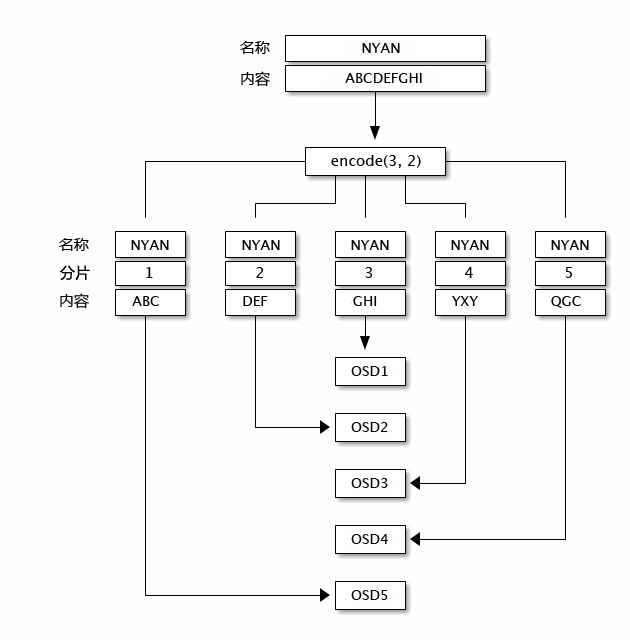 名称 NYAN
内容 ABCDEFGHI
encode(3, 2)
名称 NYAN NYAN NYAN NYAN NYAN
分片 1 2 3 4 5
内容 ABC DEF GHI YXY QGC
OSD1
OSD2
OSD3
OSD4
OSD5